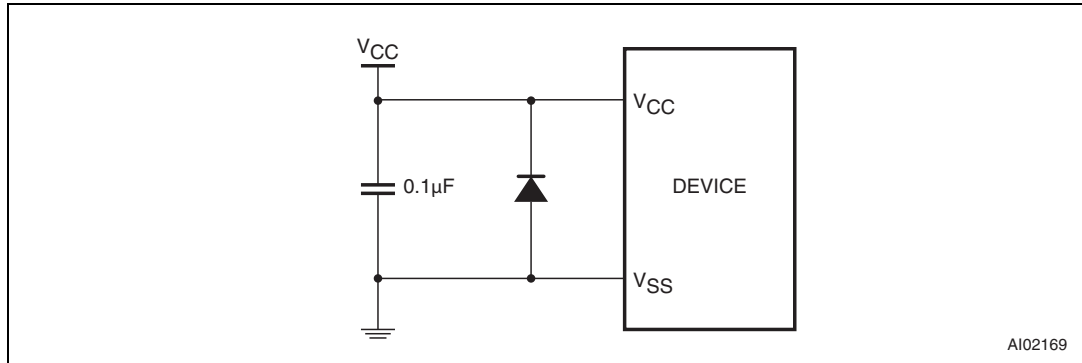 VCC
VCC
0.1µF
DEVICE
VSS
AI02169